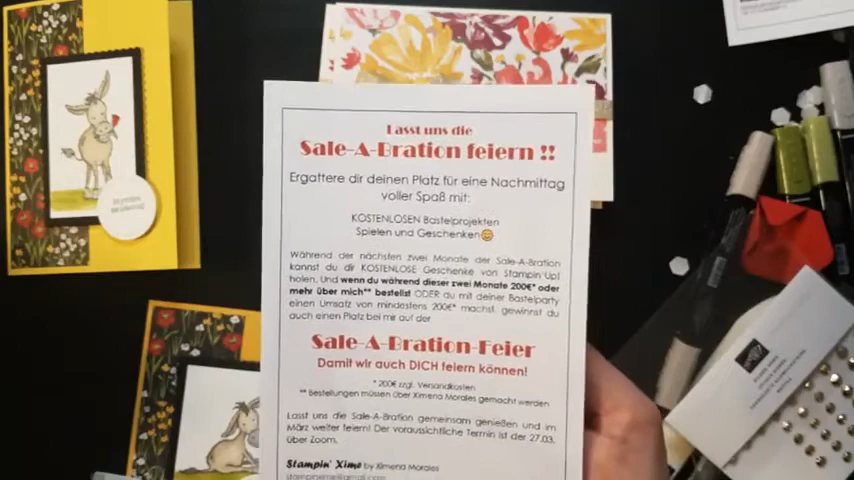 Lasst uns die
Sale-A-Bration feiern !!
Ergattere dir deinen Platz für eine Nachmittag
voller Spaß mit:
KOSTENLOSEN Bastelprojekten
Spielen und Geschenken😊
Während der nächsten zwei Monate der Sale-A-Bration
kannst du dir KOSTENLOSE Geschenke von Stampin´Up!
holen. Und wenn du während dieser zwei Monate 200€* oder
mehr über mich** bestellst ODER du mit deiner Bastelparty
einen Umsatz von mindestens 200€* machst, gewinnst du
auch einen Platz bei mir auf der
Sale-A-Bration-Feier
Damit wir auch DICH feiern können!
*200€ zzgl. Versandkosten
**Bestellungen müssen über Ximena Morales gemacht werden
Lasst uns die Sale-A-Bration gemeinsam genießen und im
März weiter feiern! Der voraussichtliche Termin ist der 27.03.
über Zoom.
Stampin' Xime by Ximena Morales